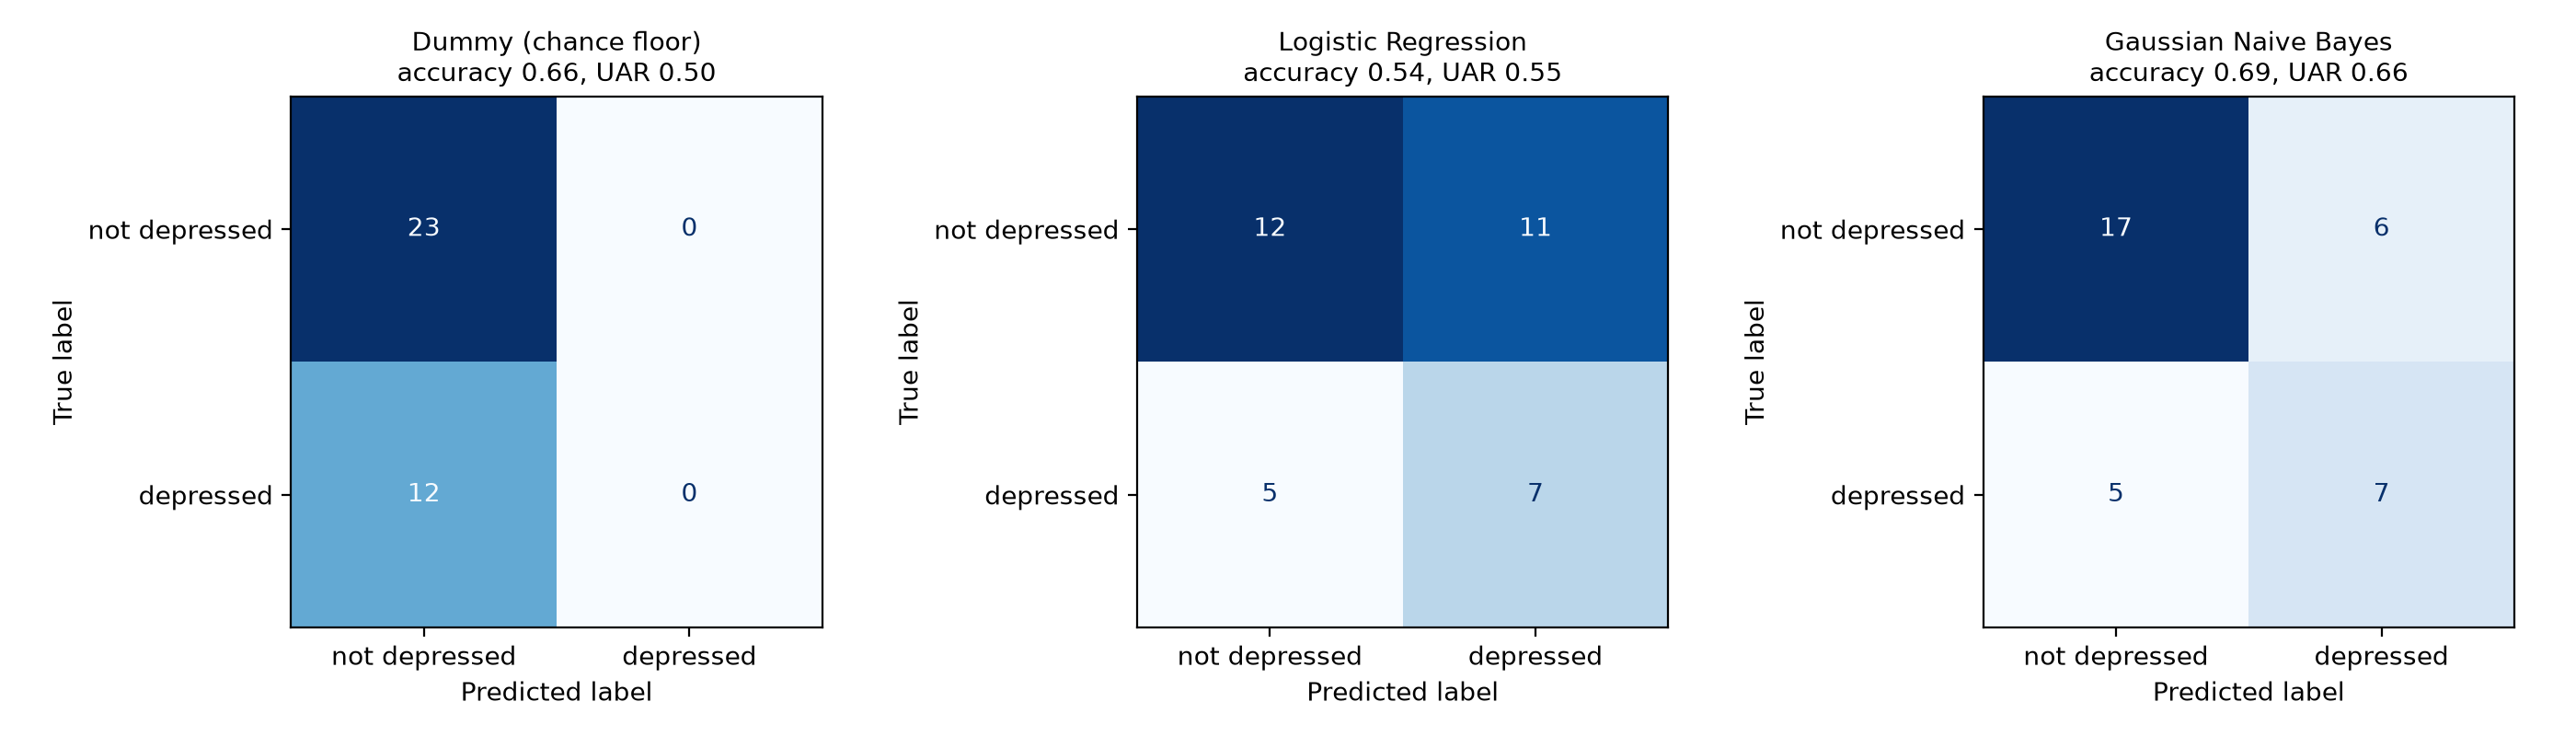 Dummy (chance floor)
accuracy 0.66, UAR 0.50
True label
not depressed
23
0
depressed
12
0
not depressed
depressed
Predicted label
Logistic Regression
accuracy 0.54, UAR 0.55
True label
not depressed
12
11
depressed
5
7
not depressed
depressed
Predicted label
Gaussian Naive Bayes
accuracy 0.69, UAR 0.66
True label
not depressed
17
6
depressed
5
7
not depressed
depressed
Predicted label